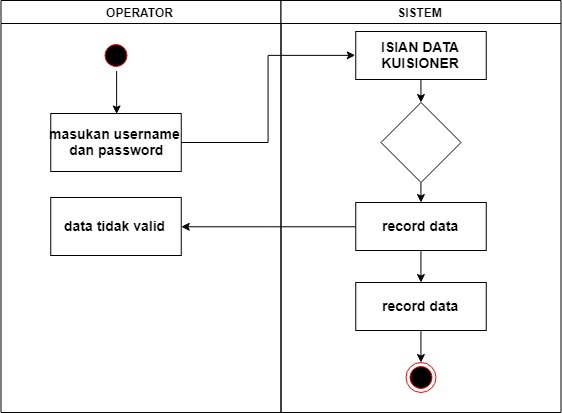 OPERATOR
SISTEM
ISIAN DATA
KUISIONER
masukan username
dan password
data tidak valid
record data
record data